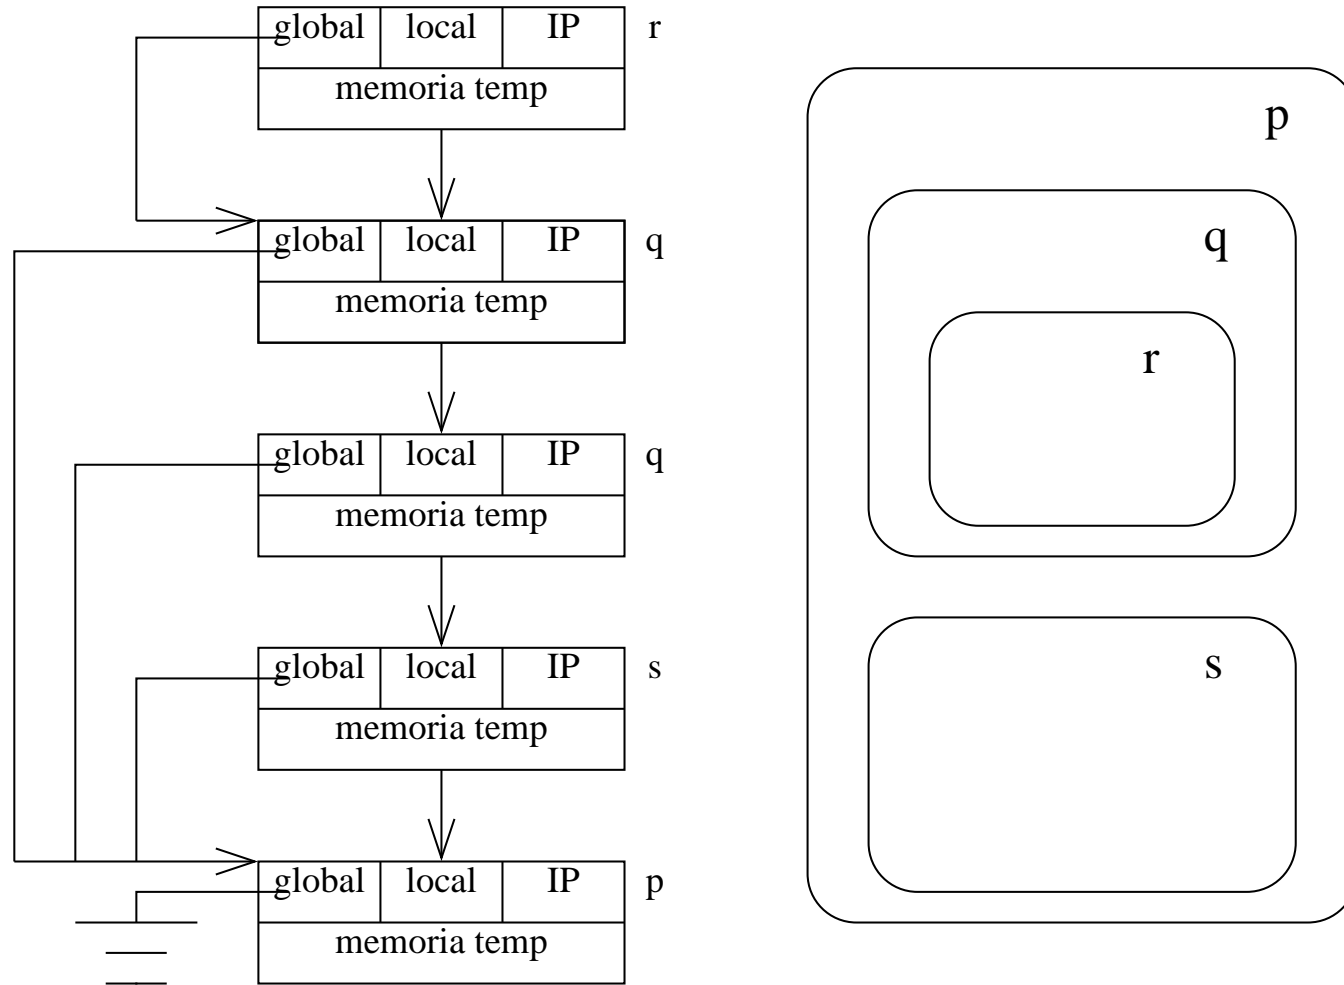 global local IP r
memoria temp
global local IP q
memoria temp
global local IP q
memoria temp
global local IP s
memoria temp
global local IP p
memoria temp
p
q
r
s